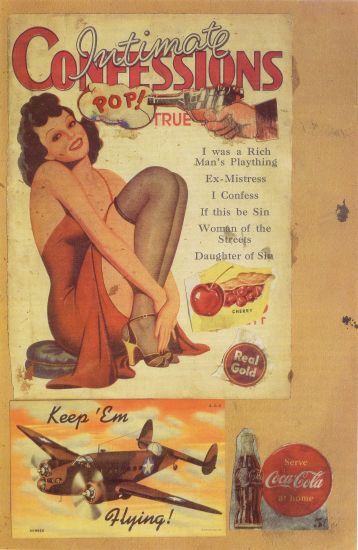 Intimate
CONFESSIONS
POP!
TRUE
I was a Rich
Man's Plaything
Ex-Mistress
I Confess
If this be Sin
Woman of the
Streets
Daughter of Sin
CHERRY
Real
Gold
Keep 'Em
Flying!
BOMBER
Serve
Coca-Cola
at home